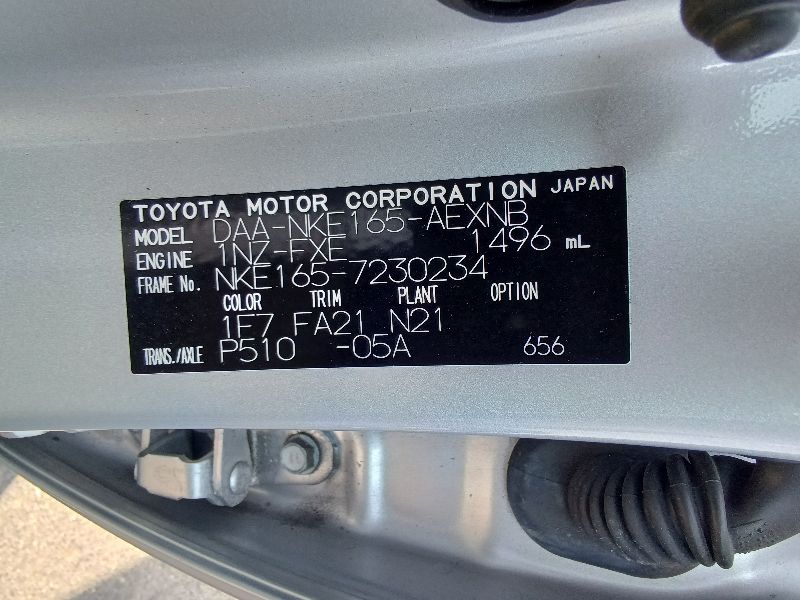 TOYOTA MOTOR CORPORATION JAPAN
MODEL DAA-NKE165-AEXNB
ENGINE 1NZ-FXE 1496 mL
FRAME No. NKE165-7230234
COLOR TRIM PLANT OPTION
1F7 FA21 N21
TRANS./AXLE P510 -05A 656